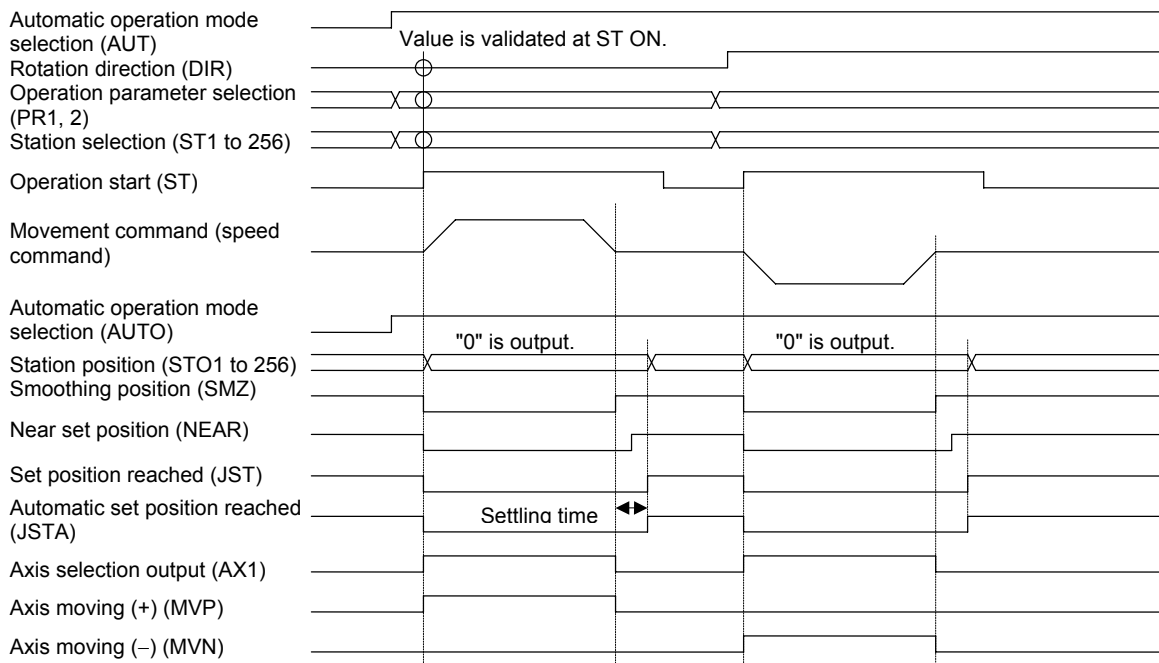 Automatic operation mode
selection (AUT)
Value is validated at ST ON.
Rotation direction (DIR)
Operation parameter selection
(PR1, 2)
Station selection (ST1 to 256)
Operation start (ST)
Movement command (speed
command)
Automatic operation mode
selection (AUTO)
"0" is output.
"0" is output.
Station position (STO1 to 256)
Smoothing position (SMZ)
Near set position (NEAR)
Set position reached (JST)
Automatic set position reached
(JSTA)
Settling time
Axis selection output (AX1)
Axis moving (+) (MVP)
Axis moving (−) (MVN)